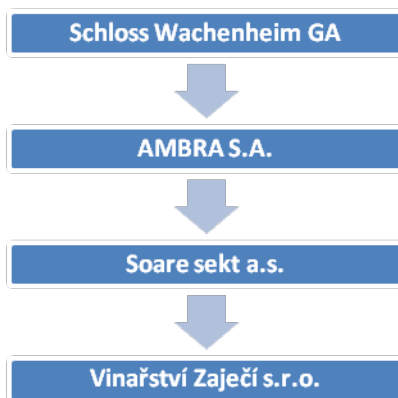 Schloss Wachenheim GA
AMBRA S.A.
Soare sekt a.s.
Vinařství Zaječí s.r.o.